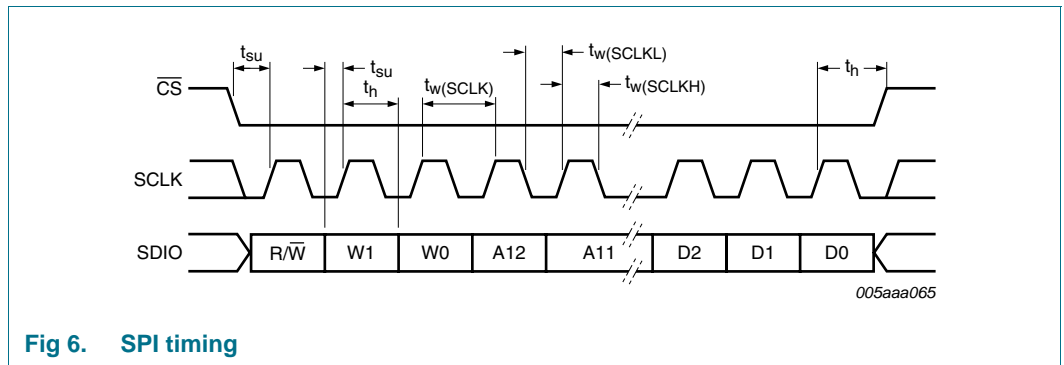 tsu
tsu
th
tw(SCLK)
tw(SCLKL)
tw(SCLKH)
th
CS
SCLK
SDIO R/W W1 W0 A12 A11 D2 D1 D0
005aaa065
Fig 6. SPI timing